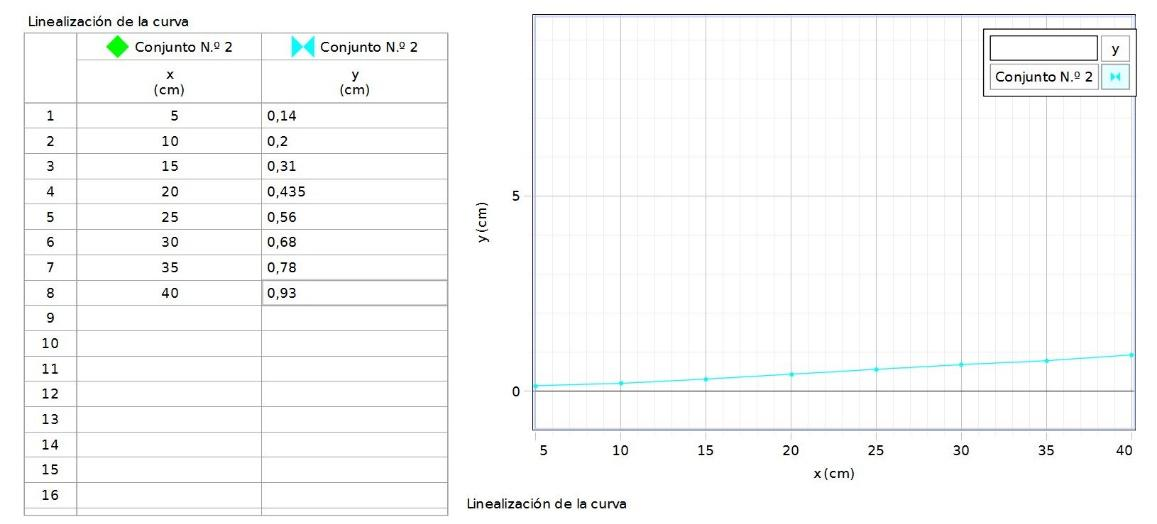 Linealización de la curva
Conjunto N.º 2 Conjunto N.º 2
x y
(cm) (cm)
1 5 0,14
2 10 0,2
3 15 0,31
4 20 0,435
5 25 0,56
6 30 0,68
7 35 0,78
8 40 0,93
9
10
11
12
13
14
15
16
y
Conjunto N.º 2
5
0
y (cm)
5 10 15 20 25 30 35 40
x (cm)
Linealización de la curva